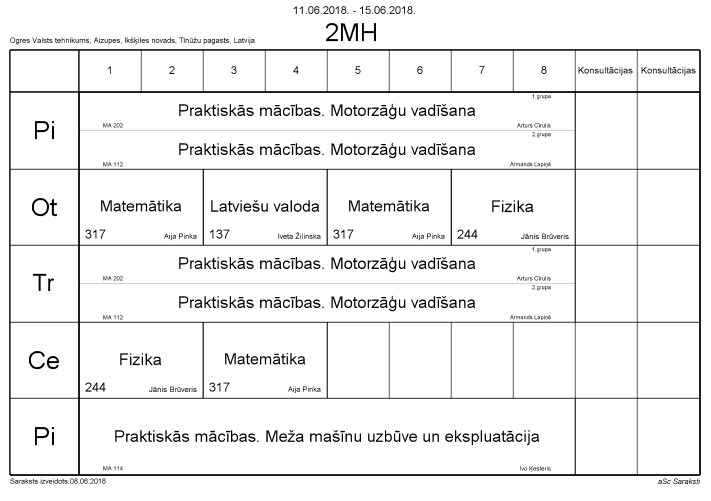 11.06.2018. - 15.06.2018.
2MH
Ogres Valsts tehnikums, Aizupes, Ikšķiles novads, Tīnūžu pagasts, Latvija
1 2 3 4 5 6 7 8 Konsultācijas Konsultācijas
Pi
1.grupa
Praktiskās mācības. Motorzāģu vadīšana
MA 202 Arturs Cīrulis
2.grupa
Praktiskās mācības. Motorzāģu vadīšana
MA 112 Armands Lapiņš
Ot
Matemātika Latviešu valoda Matemātika Fizika
317 Aija Pinka 137 Iveta Žilinska 317 Aija Pinka 244 Jānis Brūveris
Tr
1.grupa
Praktiskās mācības. Motorzāģu vadīšana
MA 202 Arturs Cīrulis
2.grupa
Praktiskās mācības. Motorzāģu vadīšana
MA 112 Armands Lapiņš
Ce
Fizika Matemātika
244 Jānis Brūveris 317 Aija Pinka
Pi
Praktiskās mācības. Meža mašīnu uzbūve un ekspluatācija
MA 114 Ivo Ķesteris
Saraksts izveidots:08.06.2018 aSc Saraksti